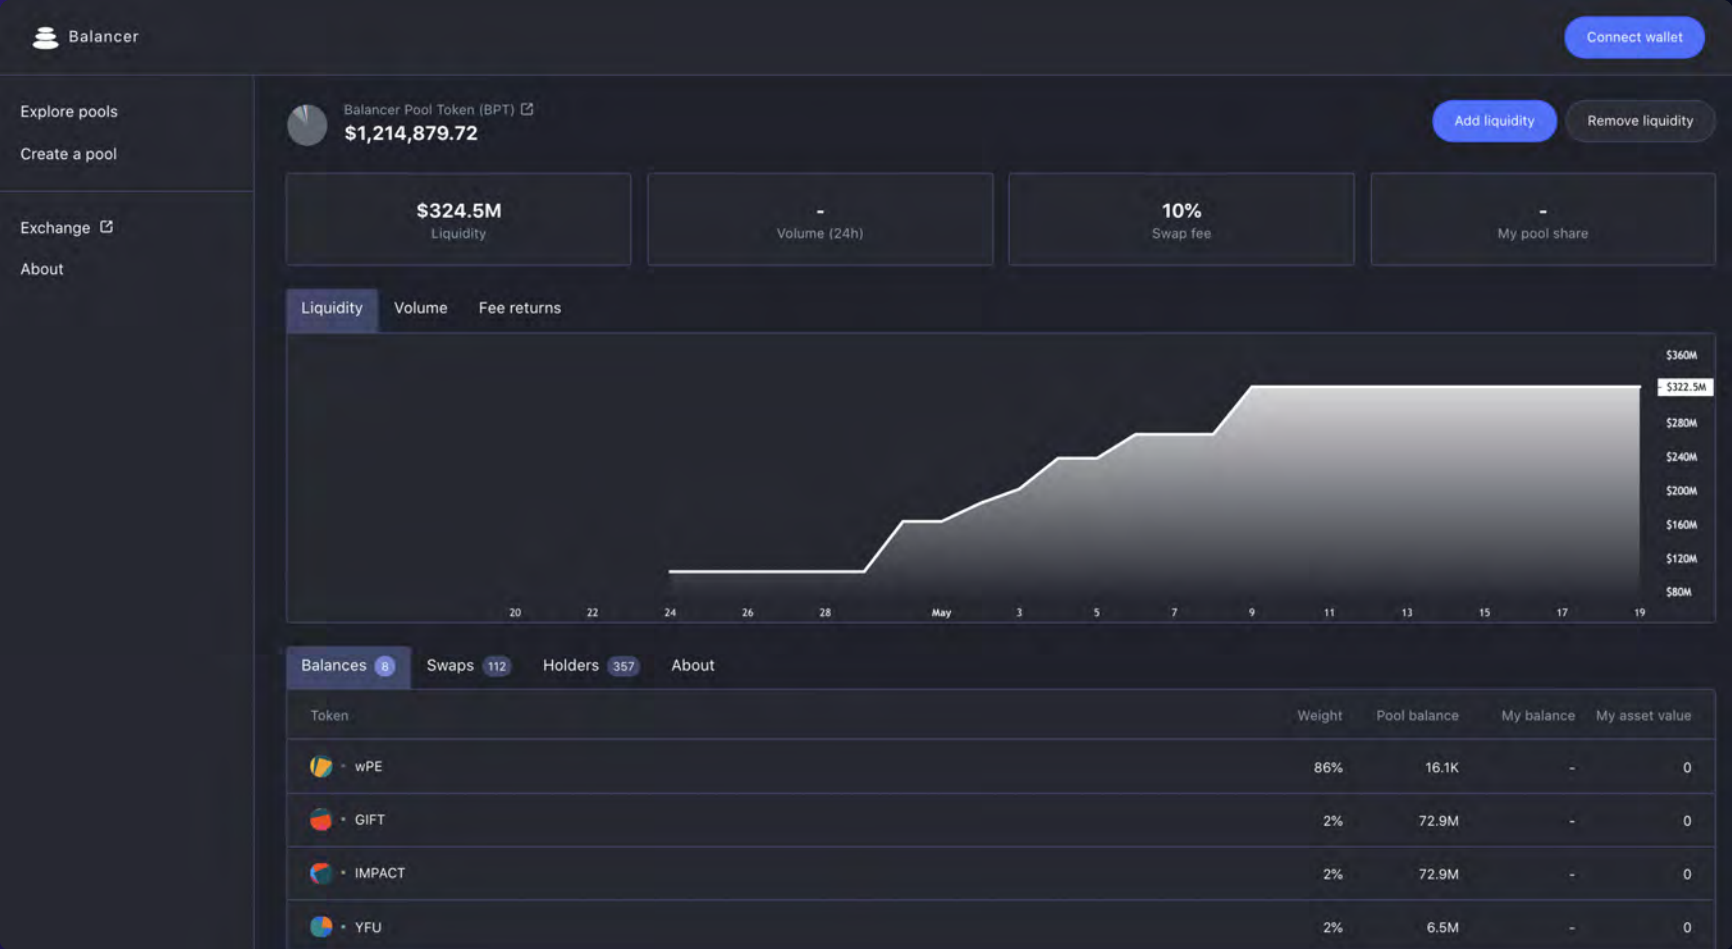 Balancer
Connect wallet
Explore pools
Create a pool
Exchange
About
Balancer Pool Token (BPT)
$1,214,879.72
Add liquidity
Remove liquidity
$324.5M
Liquidity
-
Volume (24h)
10%
Swap fee
-
My pool share
Liquidity Volume Fee returns
$360M
$322.5M
$280M
$240M
$200M
$160M
$120M
$80M
20 22 24 26 28 May 3 5 7 9 11 13 15 17 19
Balances 8 Swaps 112 Holders 357 About
Token Weight Pool balance My balance My asset value
wPE 86% 16.1K - 0
GIFT 2% 72.9M - 0
IMPACT 2% 72.9M - 0
YFU 2% 6.5M - 0